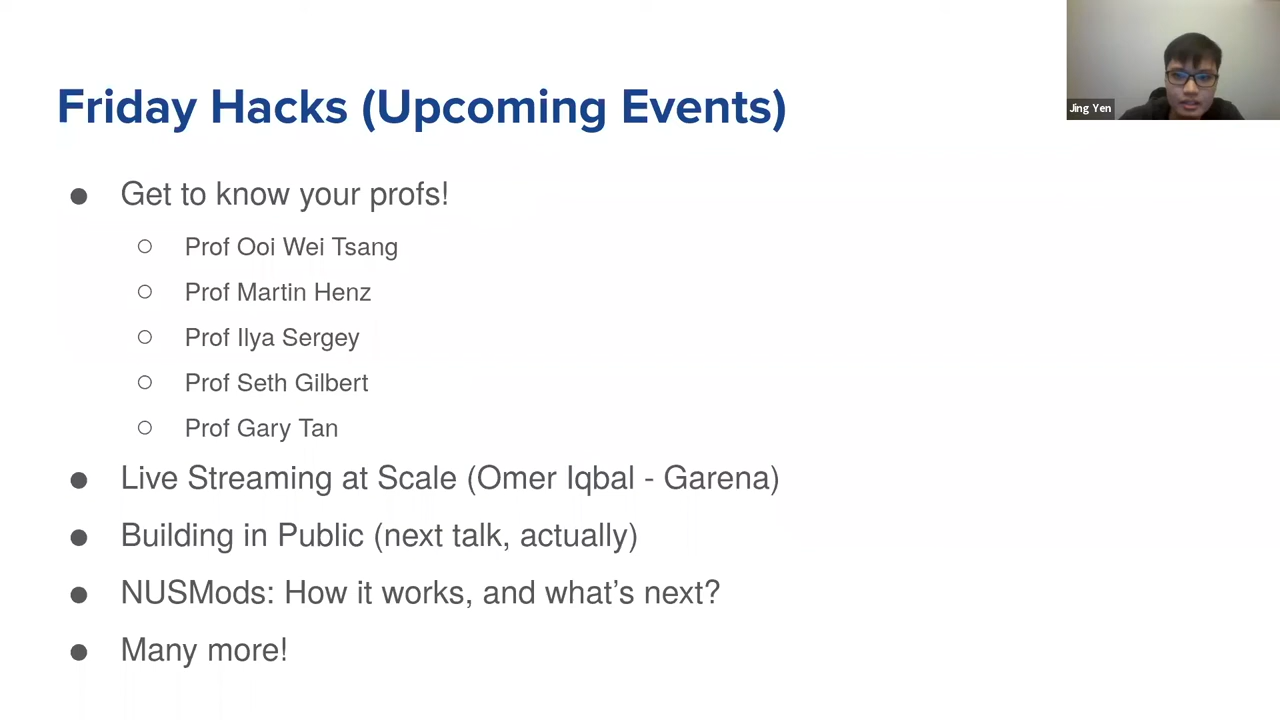 Friday Hacks (Upcoming Events)
Jing Yen
● Get to know your profs!
○ Prof Ooi Wei Tsang
○ Prof Martin Henz
○ Prof Ilya Sergey
○ Prof Seth Gilbert
○ Prof Gary Tan
● Live Streaming at Scale (Omer Iqbal - Garena)
● Building in Public (next talk, actually)
● NUSMods: How it works, and what’s next?
● Many more!